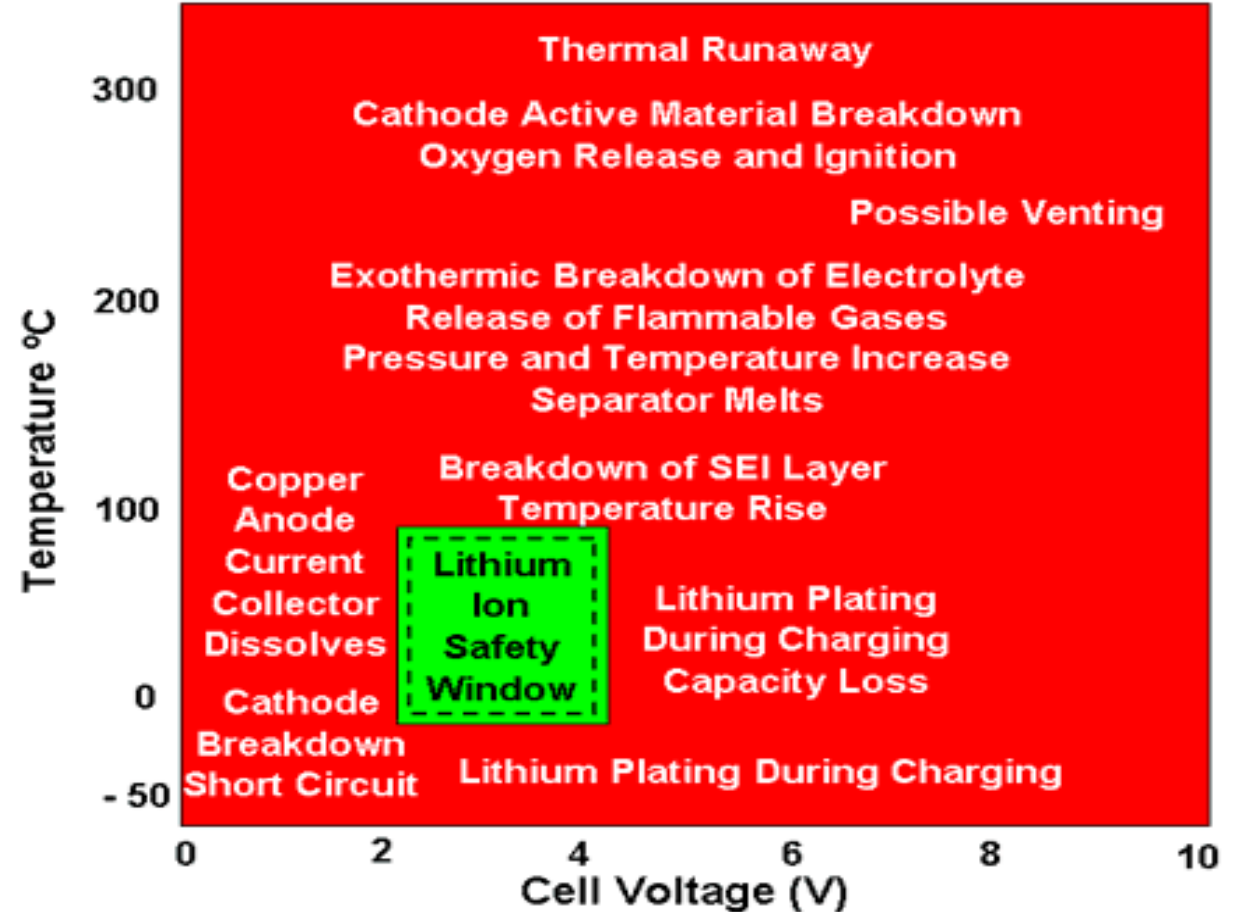 Thermal Runaway
300
Cathode Active Material Breakdown
Oxygen Release and Ignition
Possible Venting
Exothermic Breakdown of Electrolyte
200
Release of Flammable Gases
Pressure and Temperature Increase
Separator Melts
Temperature ºC
Breakdown of SEI Layer
Temperature Rise
100
Copper
Anode
Current
Collector
Dissolves
Lithium
Ion
Safety
Window
Lithium Plating
During Charging
Capacity Loss
0
Cathode
Breakdown
Short Circuit
Lithium Plating During Charging
- 50
0 2 4 6 8 10
Cell Voltage (V)